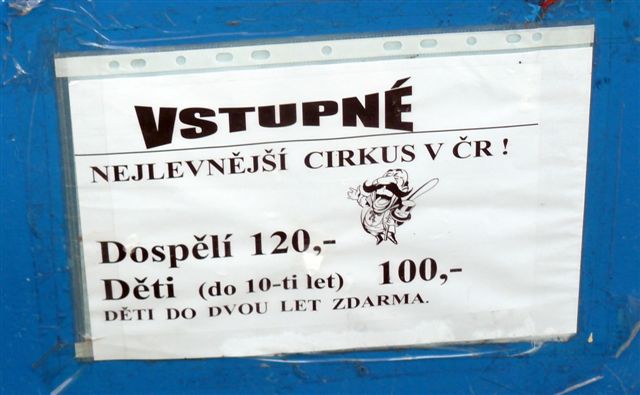 VSTUPNÉ
NEJLEVNĚJŠÍ CIRKUS V ČR !
Dospělí 120,-
Děti (do 10-ti let) 100,-
DĚTI DO DVOU LET ZDARMA.